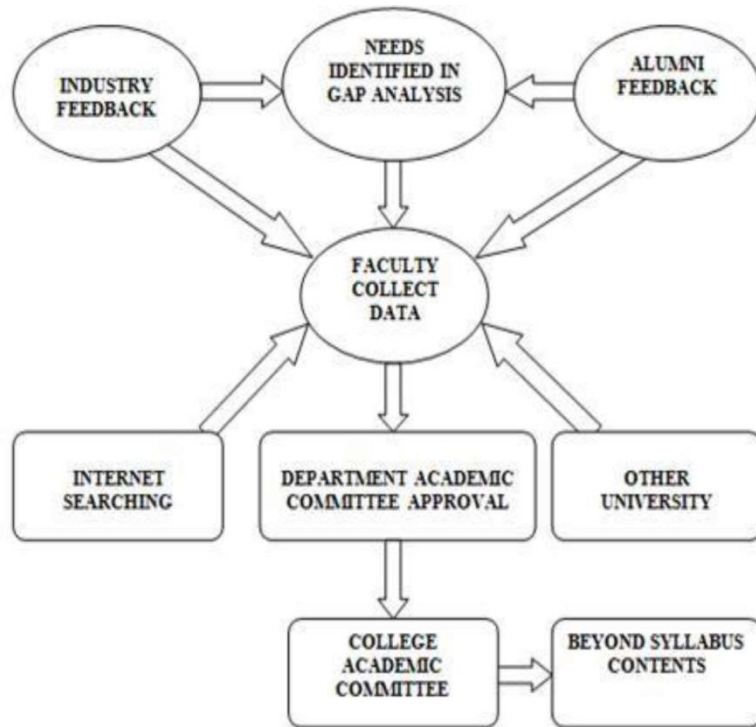 INDUSTRY
FEEDBACK
NEEDS
IDENTIFIED IN
GAP ANALYSIS
ALUMNI
FEEDBACK
FACULTY
COLLECT
DATA
INTERNET
SEARCHING
DEPARTMENT ACADEMIC
COMMITTEE APPROVAL
OTHER
UNIVERSITY
COLLEGE
ACADEMIC
COMMITTEE
BEYOND SYLLABUS
CONTENTS